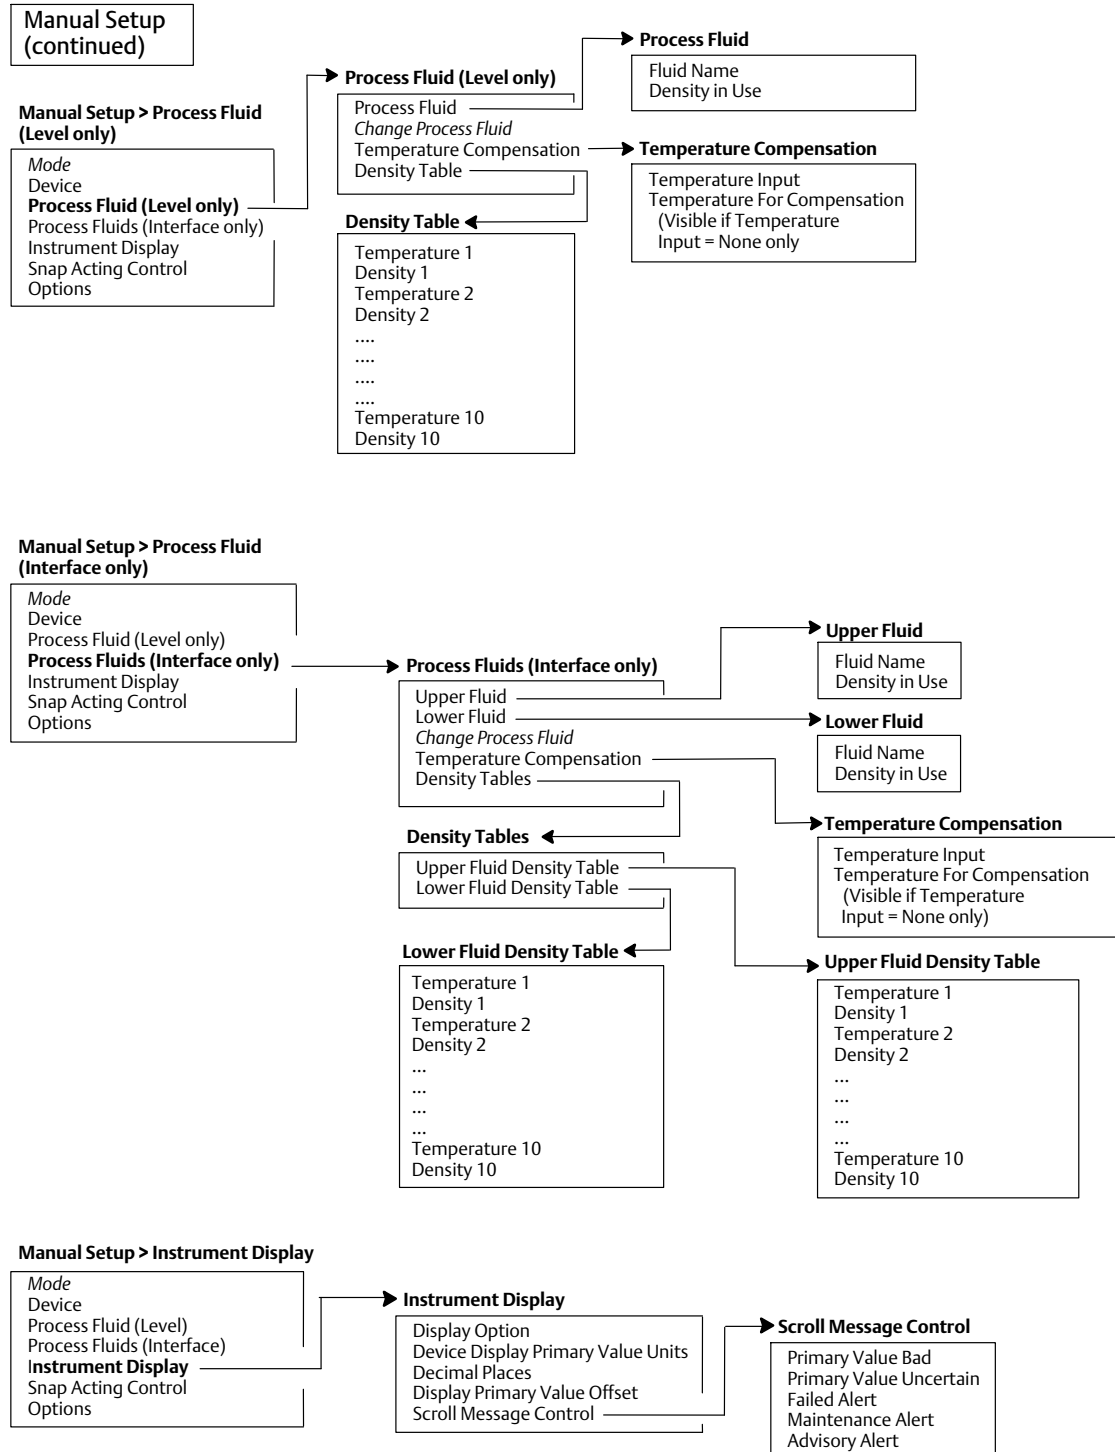 Manual Setup
(continued)
Manual Setup > Process Fluid
(Level only)
Mode
Device
Process Fluid (Level only)
Process Fluids (Interface only)
Instrument Display
Snap Acting Control
Options
Process Fluid (Level only)
Process Fluid
Change Process Fluid
Temperature Compensation
Density Table
Process Fluid
Fluid Name
Density in Use
Temperature Compensation
Temperature Input
Temperature For Compensation
(Visible if Temperature
Input = None only
Density Table
Temperature 1
Density 1
Temperature 2
Density 2
....
....
....
....
Temperature 10
Density 10
Manual Setup > Process Fluid
(Interface only)
Mode
Device
Process Fluid (Level only)
Process Fluids (Interface only)
Instrument Display
Snap Acting Control
Options
Process Fluids (Interface only)
Upper Fluid
Lower Fluid
Change Process Fluid
Temperature Compensation
Density Tables
Upper Fluid
Fluid Name
Density in Use
Lower Fluid
Fluid Name
Density in Use
Temperature Compensation
Temperature Input
Temperature For Compensation
(Visible if Temperature
Input = None only)
Density Tables
Upper Fluid Density Table
Lower Fluid Density Table
Lower Fluid Density Table
Temperature 1
Density 1
Temperature 2
Density 2
...
...
...
...
Temperature 10
Density 10
Upper Fluid Density Table
Temperature 1
Density 1
Temperature 2
Density 2
...
...
...
...
Temperature 10
Density 10
Manual Setup > Instrument Display
Mode
Device
Process Fluid (Level)
Process Fluids (Interface)
Instrument Display
Snap Acting Control
Options
Instrument Display
Display Option
Device Display Primary Value Units
Decimal Places
Display Primary Value Offset
Scroll Message Control
Scroll Message Control
Primary Value Bad
Primary Value Uncertain
Failed Alert
Maintenance Alert
Advisory Alert